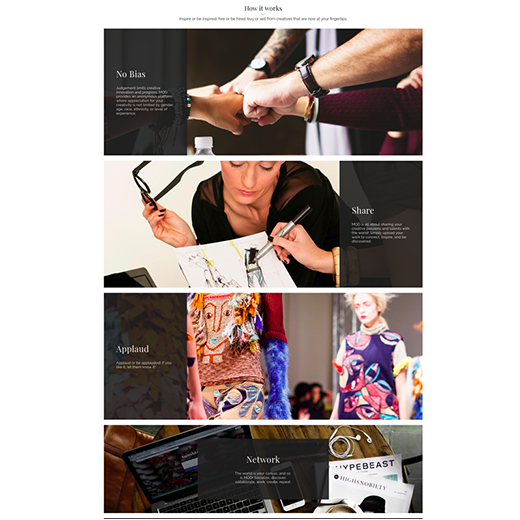 How it works
Inspire or be inspired; hire or be hired; buy or sell from creatives that are now at your fingertips
No Bias
Judgement limits creative
innovation and progress. MOD
provides an anonymous platform
where appreciation for your
creativity is not limited by gender,
age, race, ethnicity, or level of
experience.
Share
MOD is all about sharing your
creative passions and talents with
the world. Simply upload your
work to connect, inspire, and be
discovered.
Applaud
Applaud or be applauded! If you
like it, let them know it!
Network
The world is your canvas, and so
is MOD! Socialize, discover,
collaborate, work, create, repeat
HYPEBEAST
HIGHSNOBIETY